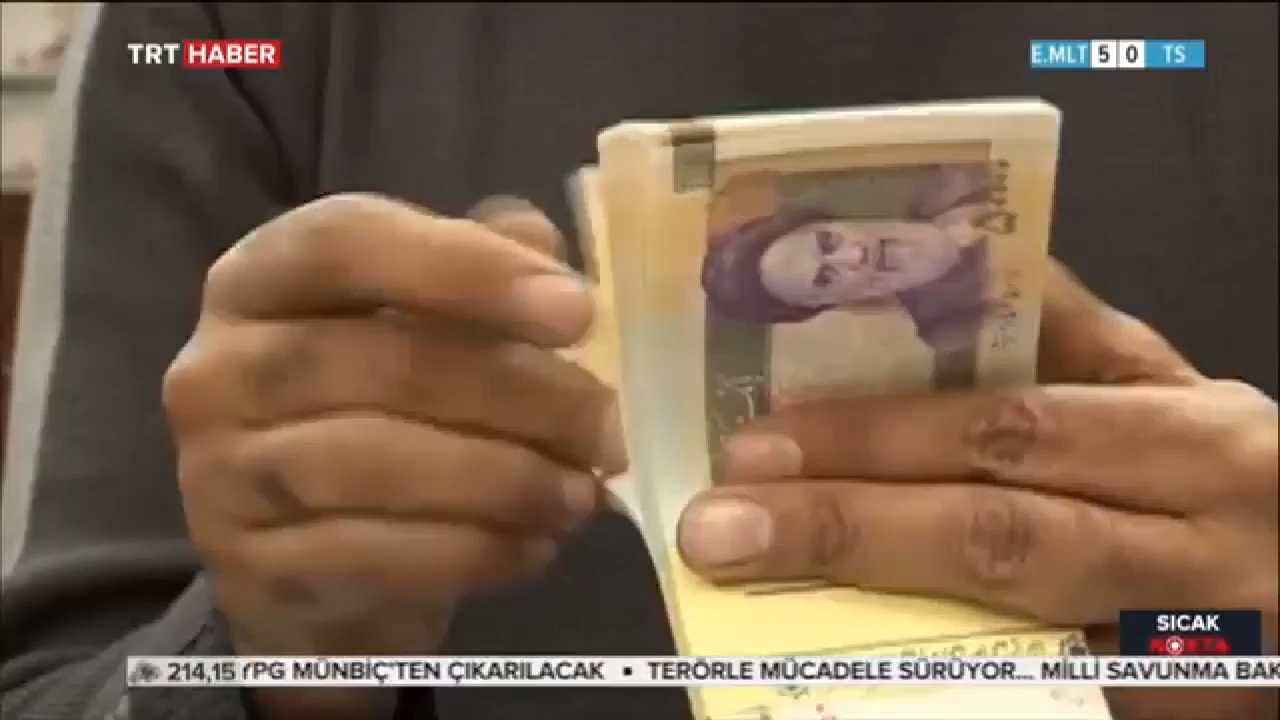 TRT HABER
E.MLT 5 0 TS
SICAK
NOKTA
214,15 YPG MÜNBİÇ'TEN ÇIKARILACAK ▪ TERÖRLE MÜCADELE SÜRÜYOR... MİLLİ SAVUNMA BAK